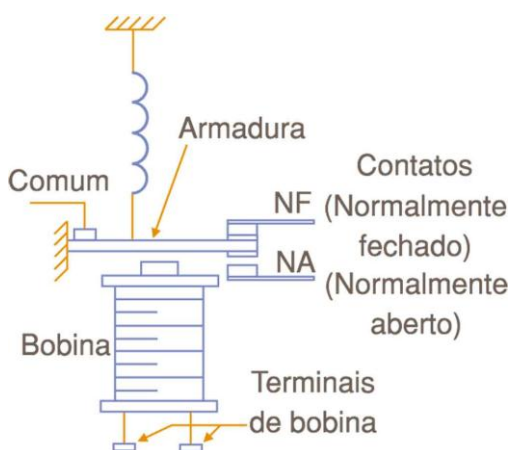 Armadura
Comum
Contatos
NF (Normalmente
fechado)
NA (Normalmente
aberto)
Bobina
Terminais
de bobina